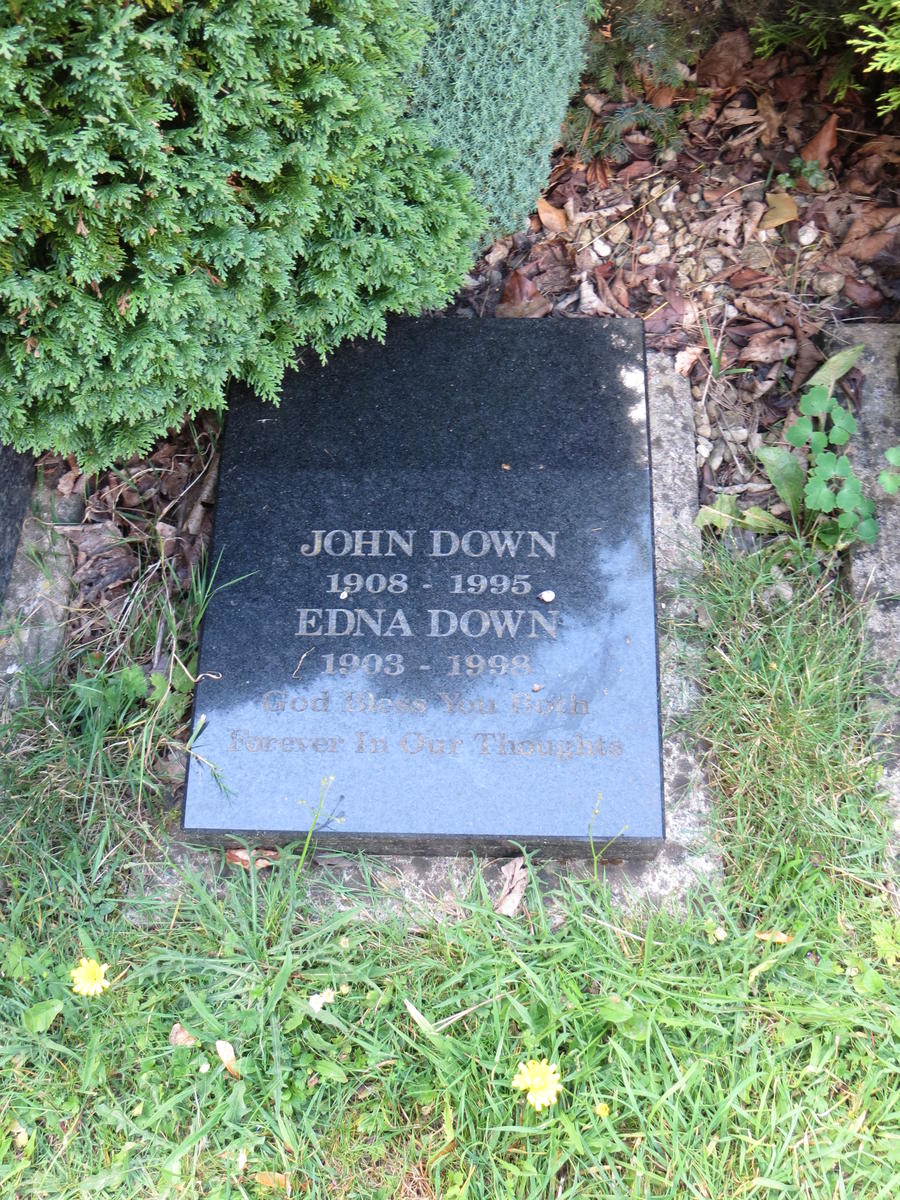 JOHN DOWN
1908 - 1995
EDNA DOWN
1903 - 1998
God Bless You Both
Forever In Our Thoughts